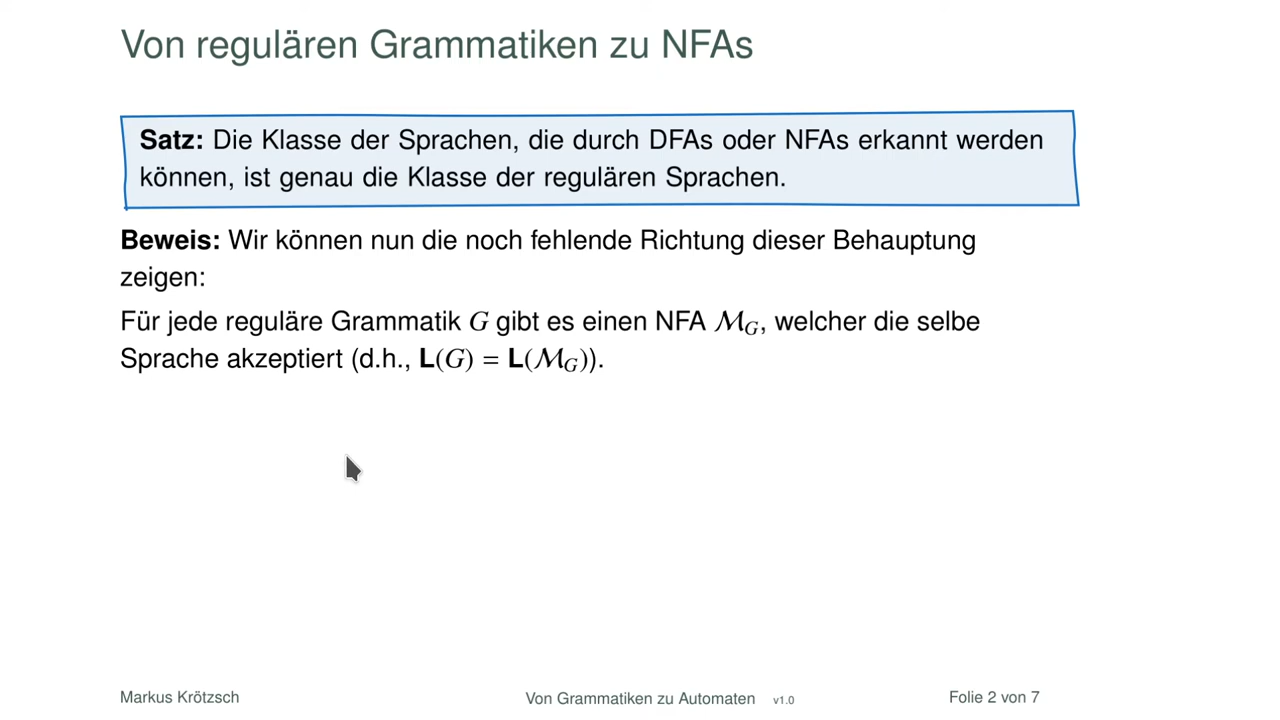 Von regulären Grammatiken zu NFAs
Satz: Die Klasse der Sprachen, die durch DFAs oder NFAs erkannt werden
können, ist genau die Klasse der regulären Sprachen.
Beweis: Wir können nun die noch fehlende Richtung dieser Behauptung
zeigen:
Für jede reguläre Grammatik G gibt es einen NFA ℳ_G, welcher die selbe
Sprache akzeptiert (d.h., L(G) = L(ℳ_G)).
Markus Krötzsch Von Grammatiken zu Automaten v1.0 Folie 2 von 7